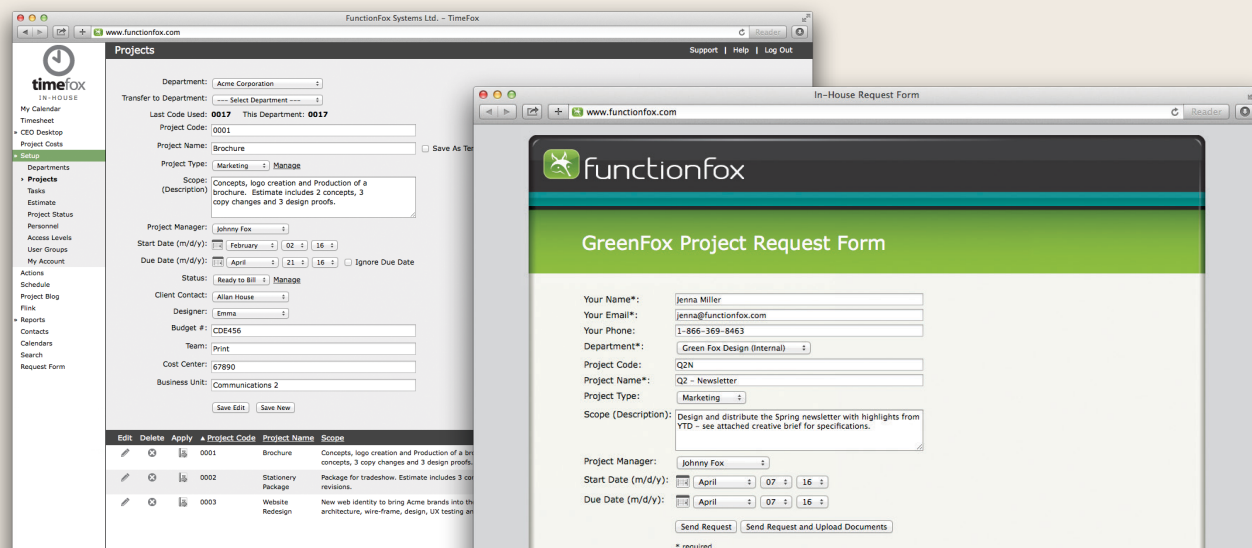 FunctionFox Systems Ltd. – TimeFox
www.functionfox.com
Reader
timefox
IN-HOUSE
My Calendar
Timesheet
CEO Desktop
Project Costs
Setup
Departments
Projects
Tasks
Estimate
Project Status
Personnel
Access Levels
User Groups
My Account
Actions
Schedule
Project Blog
Flink
Reports
Contacts
Calendars
Search
Request Form
Projects
Support | Help | Log Out
Department: Acme Corporation
Transfer to Department: --- Select Department ---
Last Code Used: 0017 This Department: 0017
Project Code: 0001
Project Name: Brochure
Save As
Project Type: Marketing Manage
Scope: (Description)
Concepts, logo creation and Production of a
brochure. Estimate includes 2 concepts, 3
copy changes and 3 design proofs.
Project Manager: Johnny Fox
Start Date (m/d/y): February 02 16
Due Date (m/d/y): April 21 16 Ignore Due Date
Status: Ready to Bill Manage
Client Contact: Allan House
Designer: Emma
Budget #: CDE456
Team: Print
Cost Center: 67890
Business Unit: Communications 2
Save Edit Save New
Edit Delete Apply Project Code Project Name Scope
0001 Brochure Concepts, logo creation and Production of a
concepts, 3 copy changes and 3 design proofs.
0002 Stationery Package for tradeshow. Estimate includes 3
Package revisions.
0003 Website New web identity to bring Acme brands into
Redesign architecture, wire-frame, design, UX testing
In-House Request Form
www.functionfox.com
Reader
functionfox
GreenFox Project Request Form
Your Name*: Jenna Miller
Your Email*: jenna@functionfox.com
Your Phone: 1-866-369-8463
Department*: Green Fox Design (Internal)
Project Code: Q2N
Project Name*: Q2 – Newsletter
Project Type: Marketing
Scope (Description): Design and distribute the Spring newsletter with highlights from
YTD – see attached creative brief for specifications.
Project Manager: Johnny Fox
Start Date (m/d/y): April 07 16
Due Date (m/d/y): April 07 16
Send Request Send Request and Upload Documents
* required